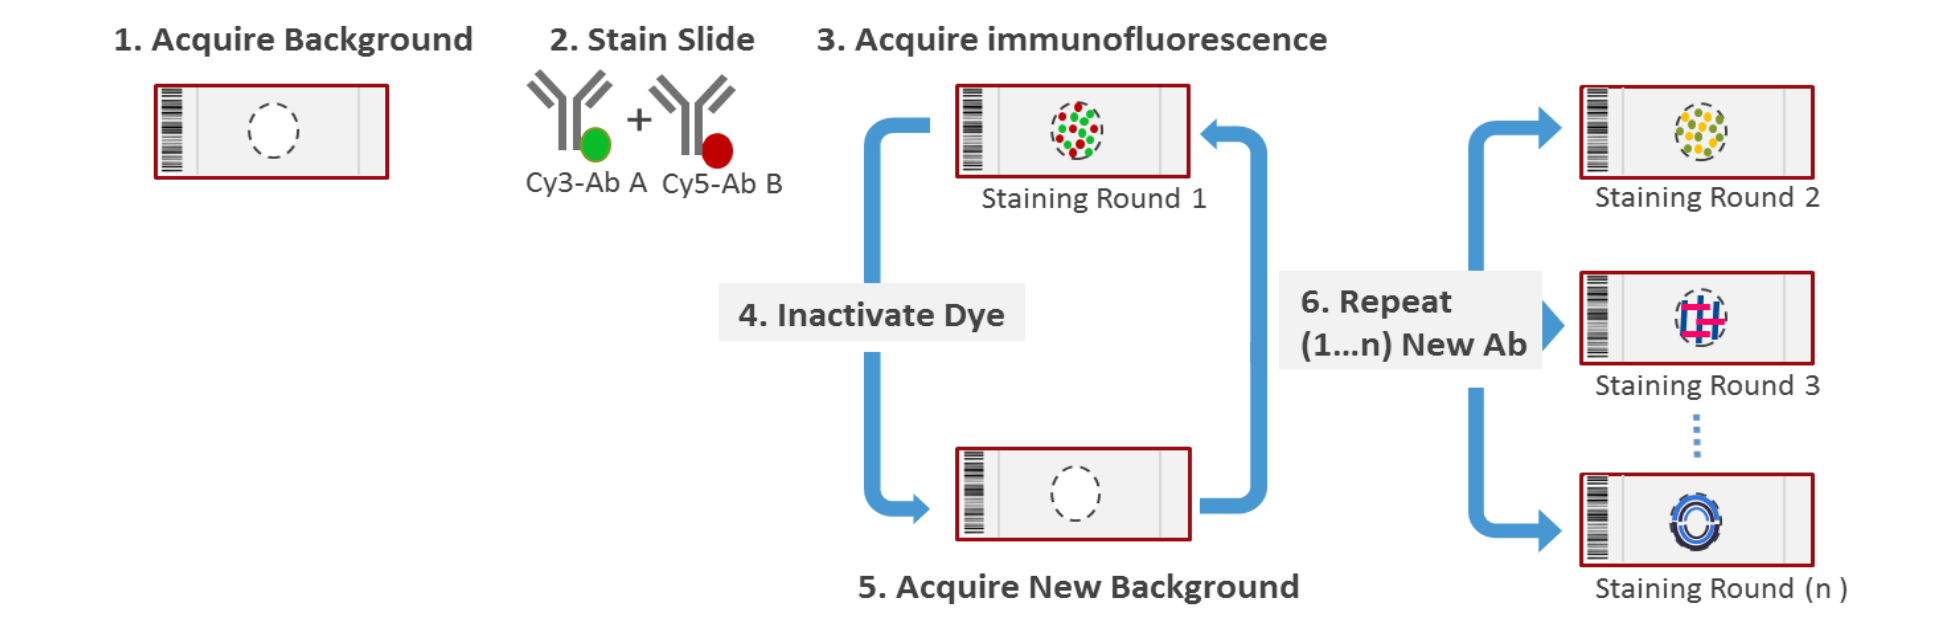 1. Acquire Background
2. Stain Slide
3. Acquire immunofluorescence
+
Cy3-Ab A
Cy5-Ab B
Staining Round 1
Staining Round 2
4. Inactivate Dye
6. Repeat
(1...n) New Ab
Staining Round 3
5. Acquire New Background
Staining Round (n )